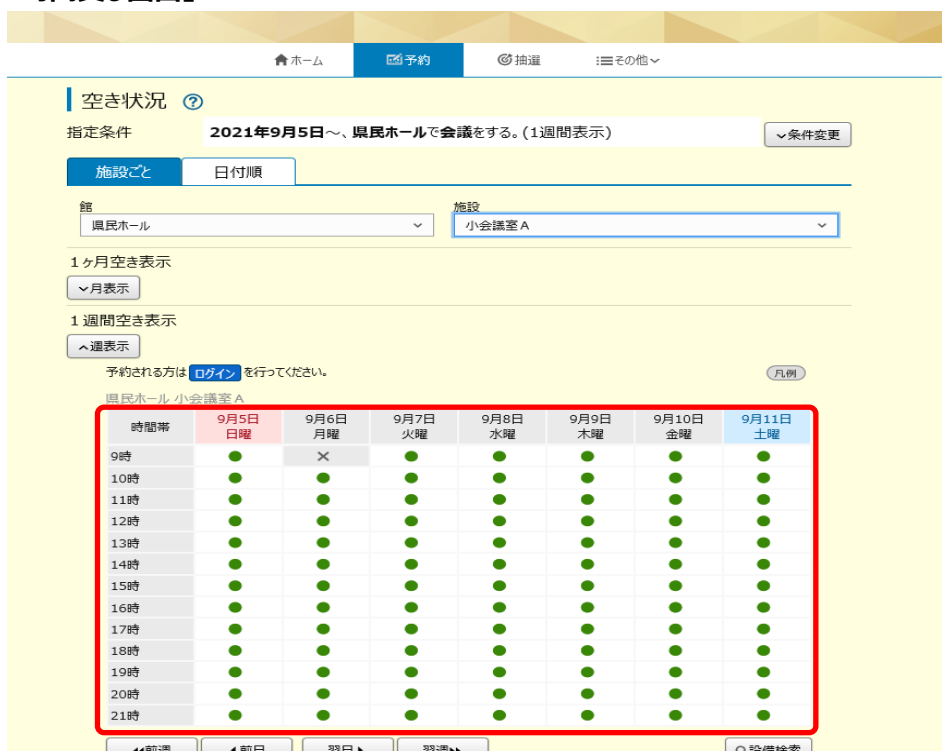 ホーム 予約 抽選 その他
空き状況 ?
指定条件 2021年9月5日～、県民ホールで会議をする。(1週間表示) 条件変更
施設ごと 日付順
館 施設
県民ホール 小会議室A
1ヶ月空き表示
月表示
1週間空き表示
週表示
予約される方は ログイン を行ってください。 凡例
県民ホール 小会議室A
時間帯 9月5日 日曜 9月6日 月曜 9月7日 火曜 9月8日 水曜 9月9日 木曜 9月10日 金曜 9月11日 土曜
9時 ● × ● ● ● ● ●
10時 ● ● ● ● ● ● ●
11時 ● ● ● ● ● ● ●
12時 ● ● ● ● ● ● ●
13時 ● ● ● ● ● ● ●
14時 ● ● ● ● ● ● ●
15時 ● ● ● ● ● ● ●
16時 ● ● ● ● ● ● ●
17時 ● ● ● ● ● ● ●
18時 ● ● ● ● ● ● ●
19時 ● ● ● ● ● ● ●
20時 ● ● ● ● ● ● ●
21時 ● ● ● ● ● ● ●
前週 前日 翌日 翌週 設備検索